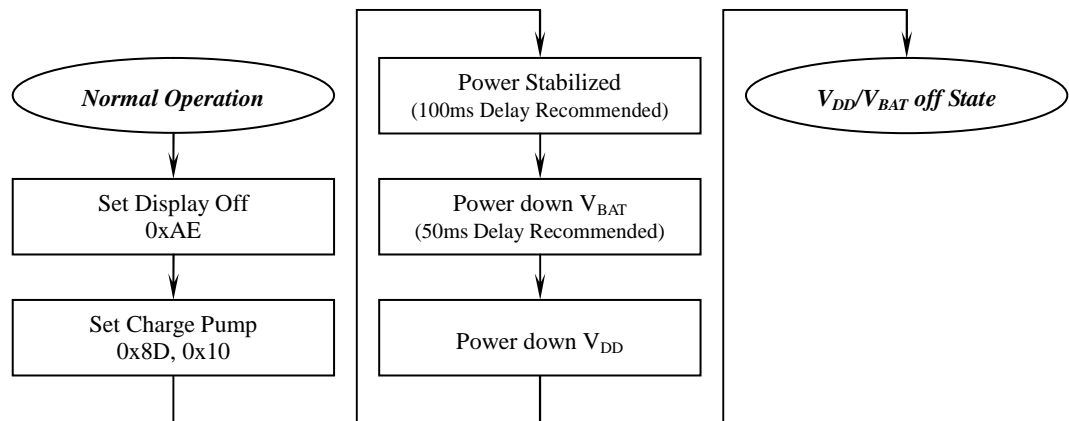 Normal Operation
Set Display Off
0xAE
Set Charge Pump
0x8D, 0x10
Power Stabilized
(100ms Delay Recommended)
Power down VBAT
(50ms Delay Recommended)
Power down VDD
VDD/VBAT off State